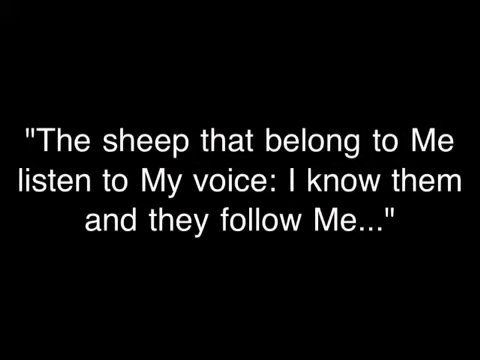 "The sheep that belong to Me
listen to My voice: I know them
and they follow Me..."